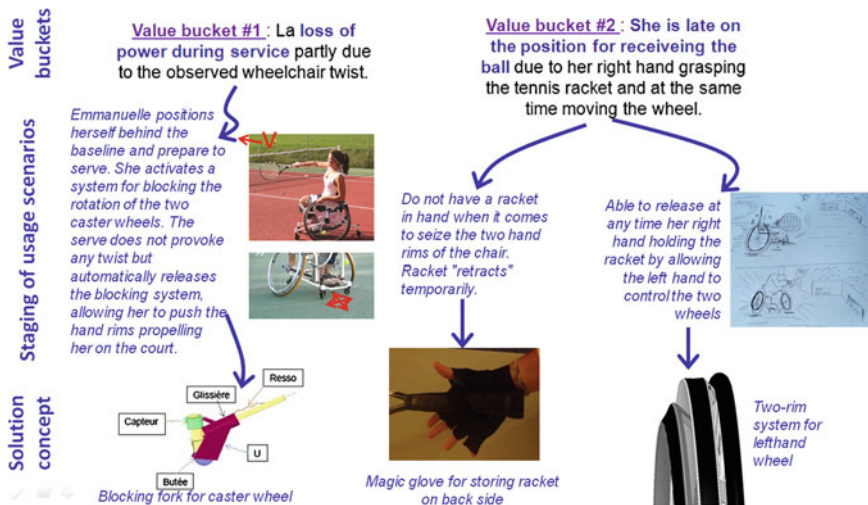 Value
buckets
Value bucket #1 : La loss of
power during service partly due
to the observed wheelchair twist.
Value bucket #2 : She is late on
the position for receiveing the
ball due to her right hand grasping
the tennis racket and at the same
time moving the wheel.
Staging of usage scenarios
Emmanuelle positions
herself behind the
baseline and prepare to
serve. She activates a
system for blocking the
rotation of the two
caster wheels. The
serve does not provoke
any twist but
automatically releases
the blocking system,
allowing her to push the
hand rims propelling
her on the court.
V
Do not have a racket
in hand when it comes
to seize the two hand
rims of the chair.
Racket "retracts"
temporarily.
Able to release at
any time her right
hand holding the
racket by allowing
the left hand to
control the two
wheels
Solution
concept
Resso
Glissière
Capteur
U
Butée
Blocking fork for caster wheel
Magic glove for storing racket
on back side
Two-rim
system for
lefthand
wheel